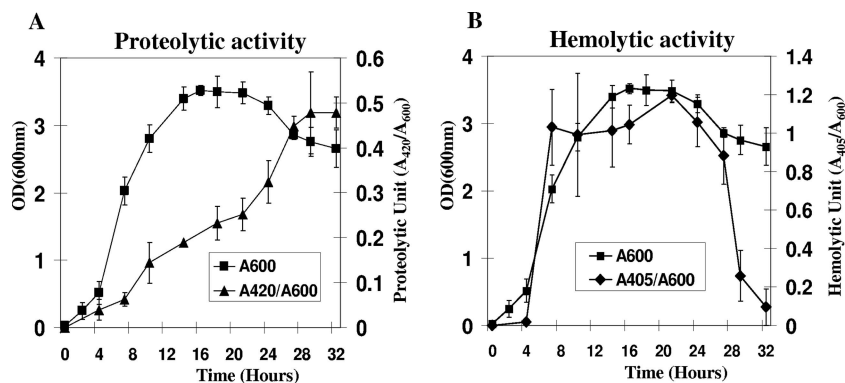 A
Proteolytic activity
OD(600nm)
4
3
2
1
0
0.6
0.5
0.4
0.3
0.2
0.1
0
Proteolytic Unit (A420/A600)
A600
A420/A600
0 4 8 12 16 20 24 28 32
Time (Hours)
B
Hemolytic activity
OD(600nm)
4
3
2
1
0
1.4
1.2
1
0.8
0.6
0.4
0.2
0
Hemolytic Unit (A405/A600)
A600
A405/A600
0 4 8 12 16 20 24 28 32
Time (Hours)